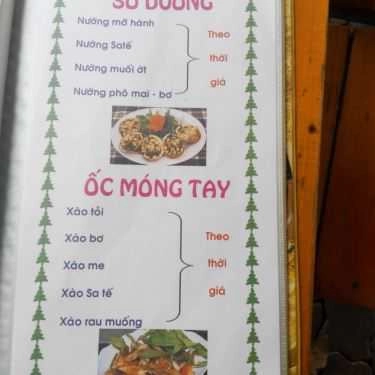 SÒ DƯƠNG
Nướng mỡ hành
Nướng Satế
Nướng muối ớt
Nướng phô mai - bơ
Theo
thời
giá
ỐC MÓNG TAY
Xào tỏi
Xào bơ
Xào me
Xào Sa tế
Xào rau muống
Theo
thời
giá